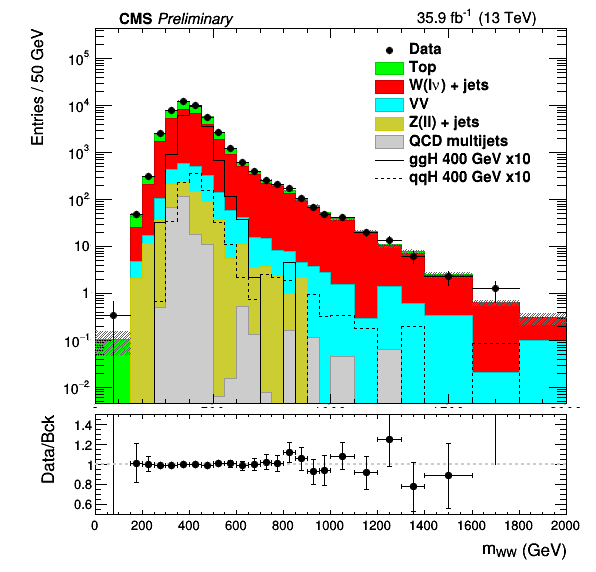 CMS Preliminary 35.9 fb⁻¹ (13 TeV)
Entries / 50 GeV
10⁵
10⁴
10³
10²
10
1
10⁻¹
10⁻²
Data
Top
W(lν) + jets
VV
Z(ll) + jets
QCD multijets
ggH 400 GeV x10
qqH 400 GeV x10
Data/Bck
1.4
1.2
1
0.8
0.6
0 200 400 600 800 1000 1200 1400 1600 1800 2000
mWW (GeV)